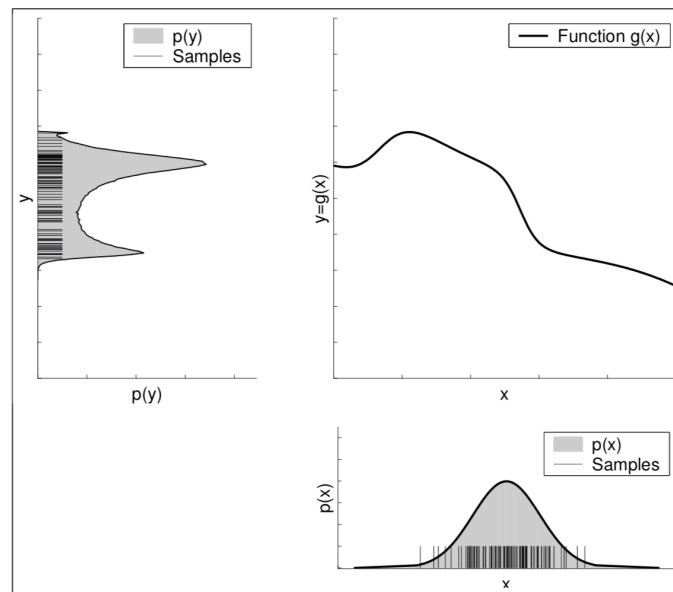 p(y)
Samples
y
p(y)
Function g(x)
y=g(x)
x
p(x)
Samples
p(x)
x